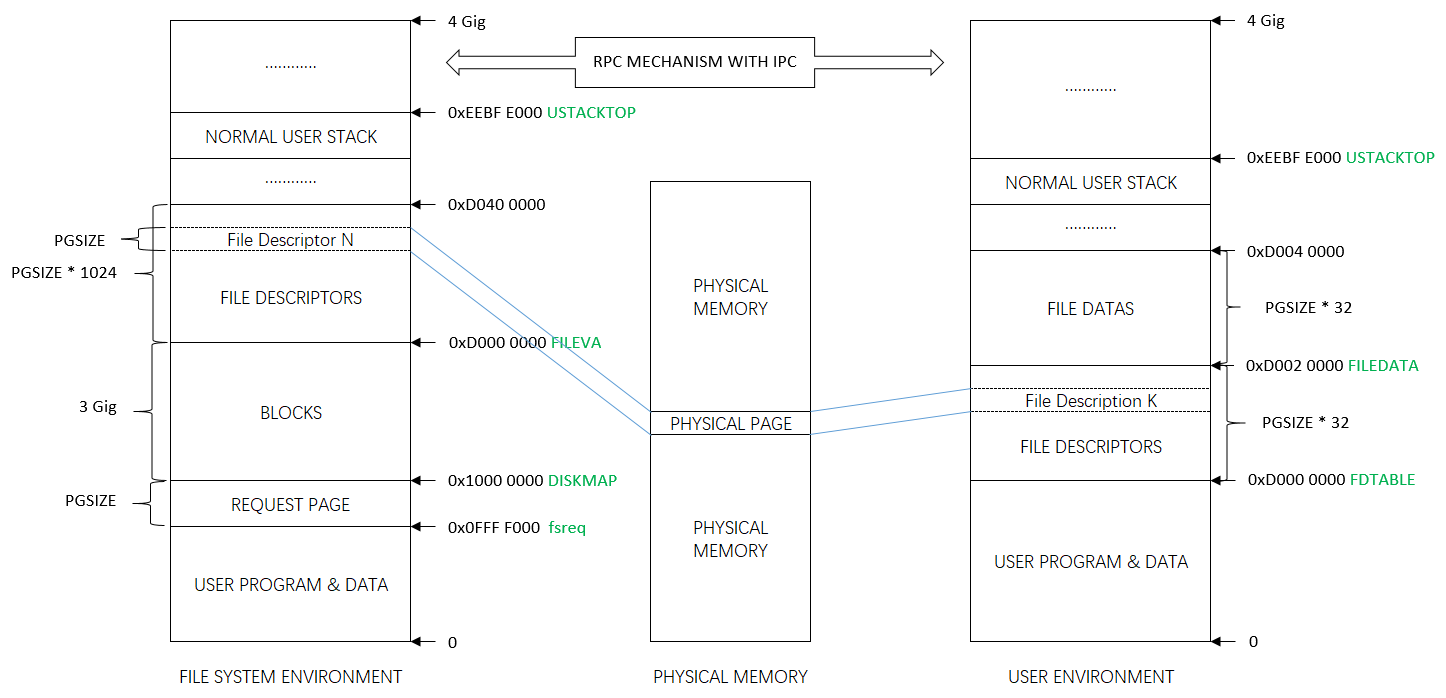 4 Gig
RPC MECHANISM WITH IPC
4 Gig
............
............
0xEEBF E000 USTACKTOP
NORMAL USER STACK
0xEEBF E000 USTACKTOP
............
NORMAL USER STACK
0xD040 0000
............
PGSIZE
File Descriptor N
0xD004 0000
PGSIZE * 1024
FILE DESCRIPTORS
PHYSICAL
MEMORY
FILE DATAS
PGSIZE * 32
0xD000 0000 FILEVA
0xD002 0000 FILEDATA
3 Gig
BLOCKS
PHYSICAL PAGE
File Description K
PGSIZE * 32
FILE DESCRIPTORS
0x1000 0000 DISKMAP
0xD000 0000 FDTABLE
PGSIZE
REQUEST PAGE
0x0FFF F000 fsreq
PHYSICAL
MEMORY
USER PROGRAM & DATA
USER PROGRAM & DATA
0
0
FILE SYSTEM ENVIRONMENT
PHYSICAL MEMORY
USER ENVIRONMENT